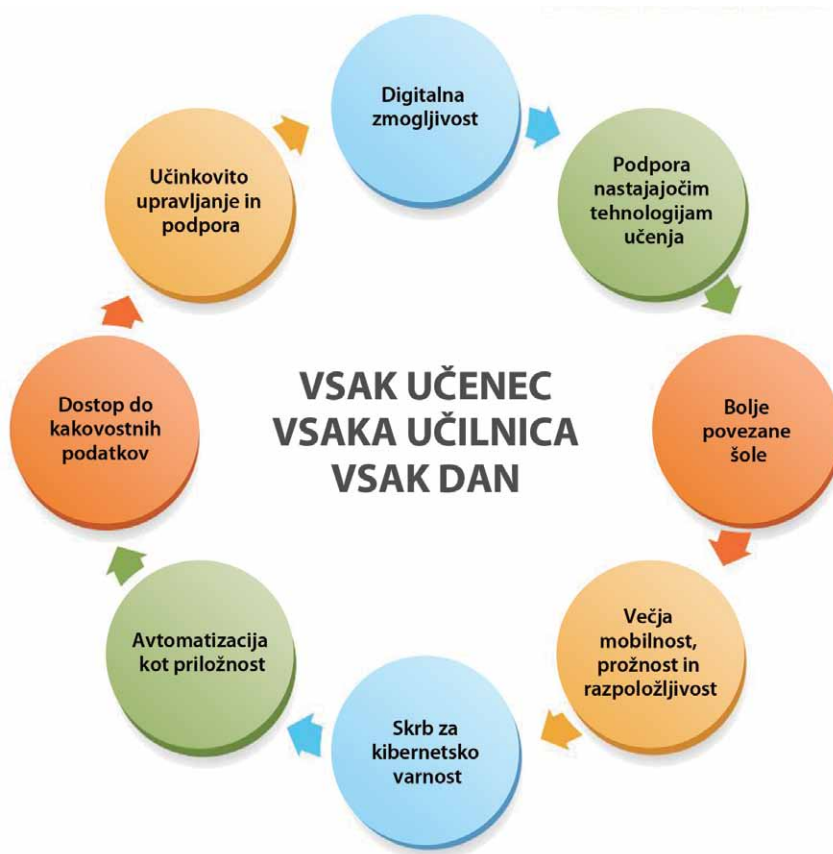 Digitalna
zmogljivost
Podpora
nastajajočim
tehnologijam
učenja
Bolje
povezane
šole
Večja
mobilnost,
prožnost in
razpoložljivost
Skrb za
kibernetsko
varnost
Avtomatizacija
kot priložnost
Dostop do
kakovostnih
podatkov
Učinkovito
upravljanje in
podpora
VSAK UČENEC
VSAKA UČILNICA
VSAK DAN